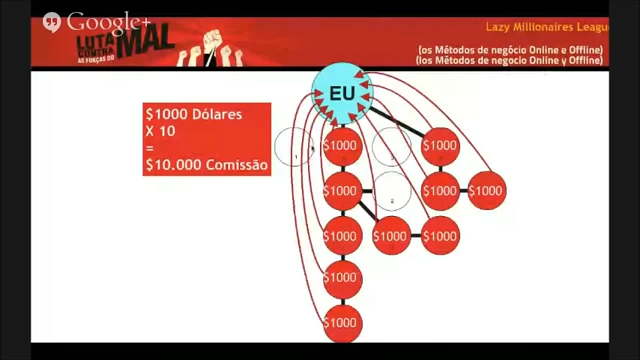 Google+
Lazy Millionaires League
LUTA
CONTRA
AS FORÇAS DO
MAL
(os Métodos de negócio Online e Offline)
(los Métodos de negocio Online y Offline)
EU
$1000 Dólares
X 10
=
$10.000 Comissão
1
$1000
$1000
$1000
$1000
$1000
$1000
$1000
$1000
$1000
$1000